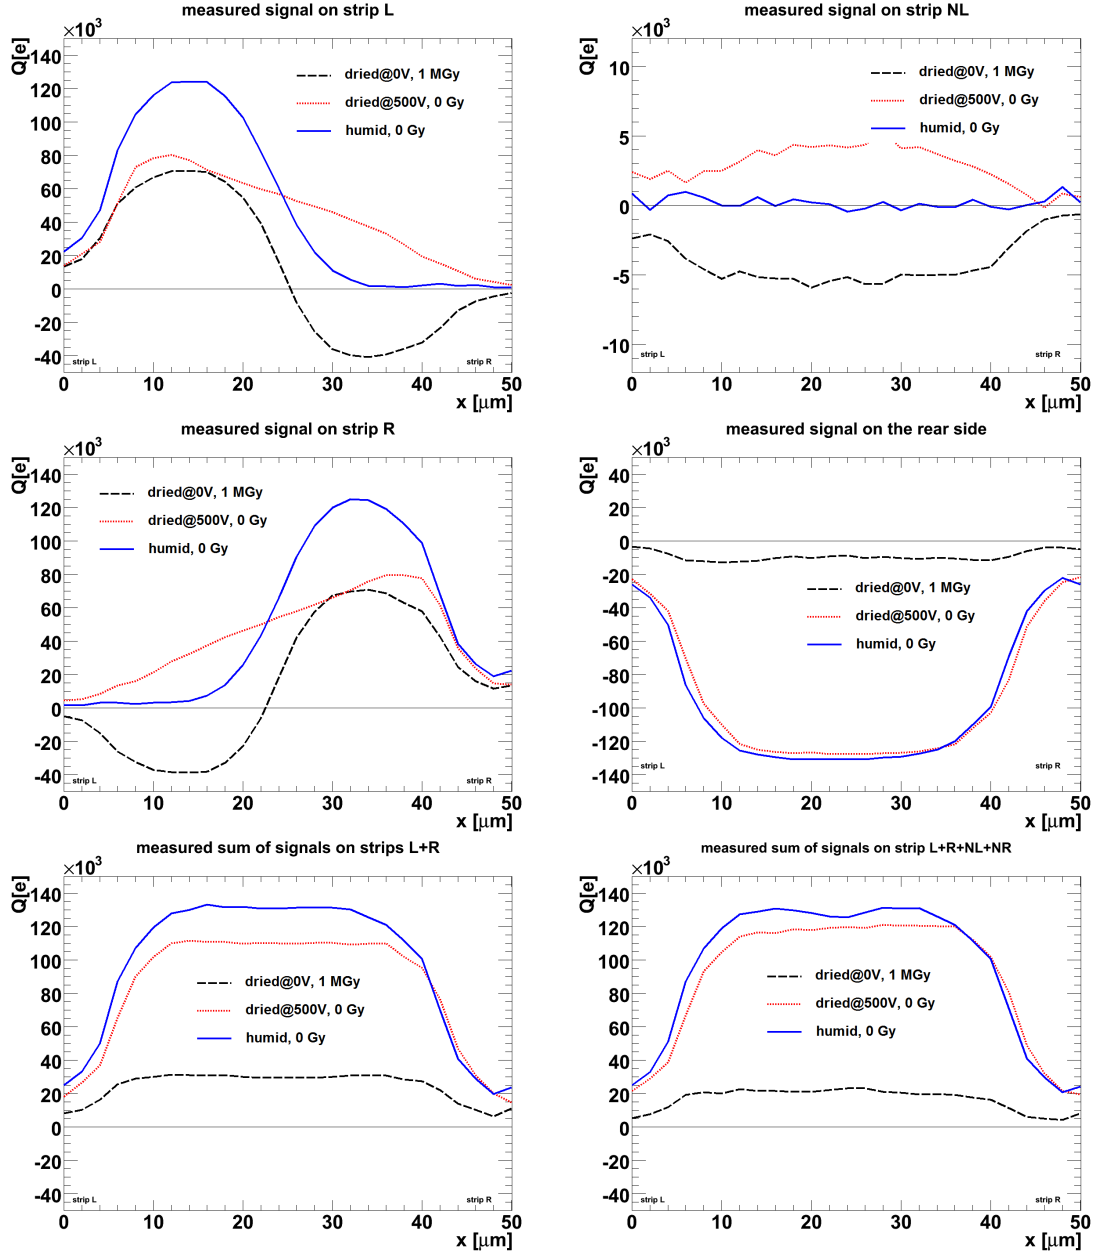 measured signal on strip L
×10³
Q[e]
140
120
100
80
60
40
20
0
-20
-40
dried@0V, 1 MGy
dried@500V, 0 Gy
humid, 0 Gy
strip L
strip R
0 10 20 30 40 50
x [μm]
measured signal on strip NL
×10³
Q[e]
10
5
0
-5
-10
dried@0V, 1 MGy
dried@500V, 0 Gy
humid, 0 Gy
strip L
strip R
0 10 20 30 40 50
x [μm]
measured signal on strip R
×10³
Q[e]
140
120
100
80
60
40
20
0
-20
-40
dried@0V, 1 MGy
dried@500V, 0 Gy
humid, 0 Gy
strip L
strip R
0 10 20 30 40 50
x [μm]
measured signal on the rear side
×10³
Q[e]
40
20
0
-20
-40
-60
-80
-100
-120
-140
dried@0V, 1 MGy
dried@500V, 0 Gy
humid, 0 Gy
strip L
strip R
0 10 20 30 40 50
x [μm]
measured sum of signals on strips L+R
×10³
Q[e]
140
120
100
80
60
40
20
0
-20
-40
dried@0V, 1 MGy
dried@500V, 0 Gy
humid, 0 Gy
strip L
strip R
0 10 20 30 40 50
x [μm]
measured sum of signals on strip L+R+NL+NR
×10³
Q[e]
140
120
100
80
60
40
20
0
-20
-40
dried@0V, 1 MGy
dried@500V, 0 Gy
humid, 0 Gy
strip L
strip R
0 10 20 30 40 50
x [μm]